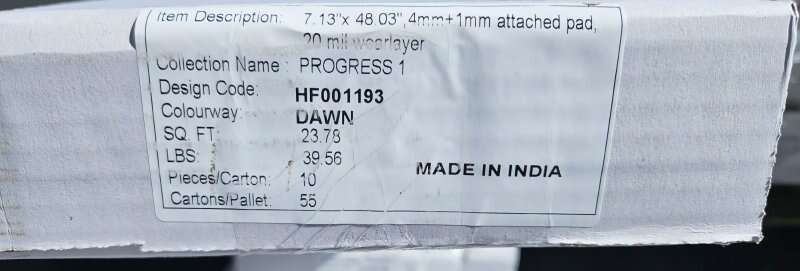 Item Description: 7.13"x 48.03", 4mm+1mm attached pad,
20 mil wearlayer
Collection Name : PROGRESS 1
Design Code: HF001193
Colourway: DAWN
SQ. FT: 23.78
LBS: 39.56
MADE IN INDIA
Pieces/Carton: 10
Cartons/Pallet: 55